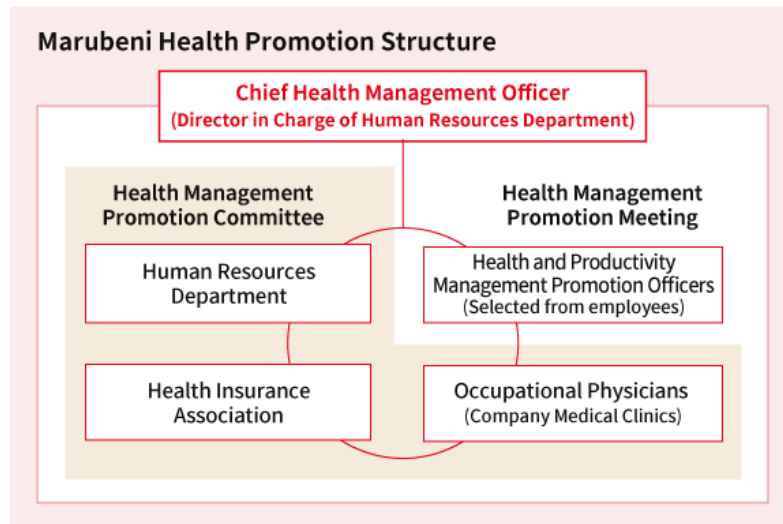 Marubeni Health Promotion Structure
Chief Health Management Officer
(Director in Charge of Human Resources Department)
Health Management
Promotion Committee
Health Management
Promotion Meeting
Human Resources
Department
Health and Productivity
Management Promotion Officers
(Selected from employees)
Health Insurance
Association
Occupational Physicians
(Company Medical Clinics)